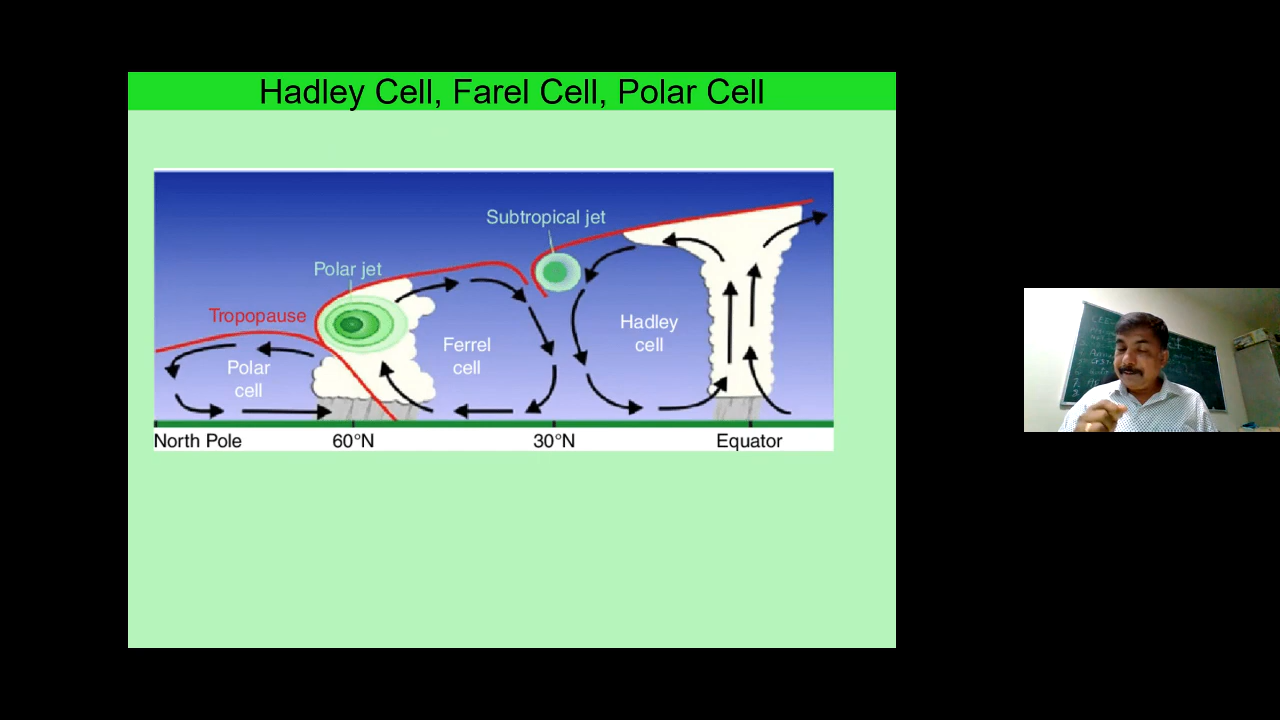 Hadley Cell, Farel Cell, Polar Cell
Subtropical jet
Polar jet
Tropopause
Hadley
cell
Ferrel
cell
Polar
cell
North Pole 60°N 30°N Equator